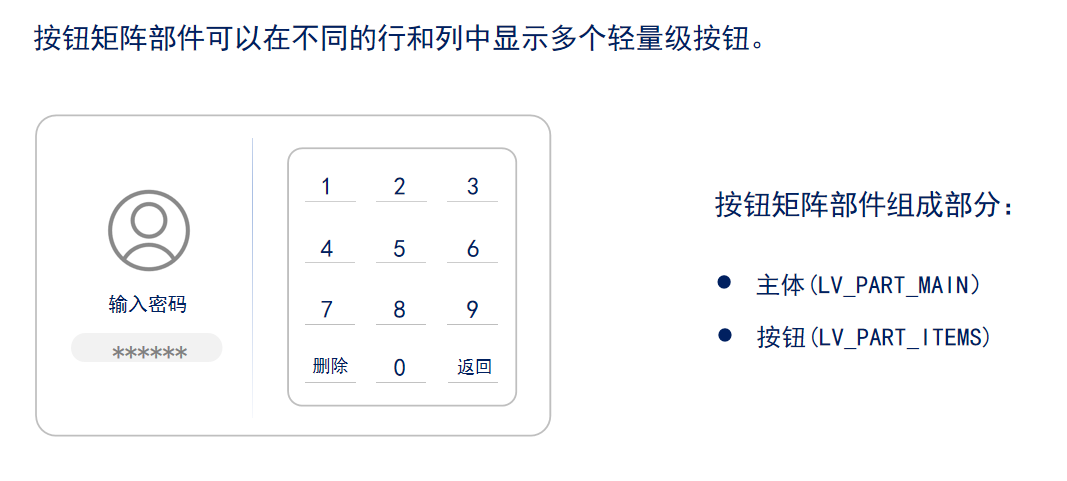 按钮矩阵部件可以在不同的行和列中显示多个轻量级按钮。
输入密码
******
1 2 3
4 5 6
7 8 9
删除 0 返回
按钮矩阵部件组成部分：
● 主体(LV_PART_MAIN)
● 按钮(LV_PART_ITEMS)